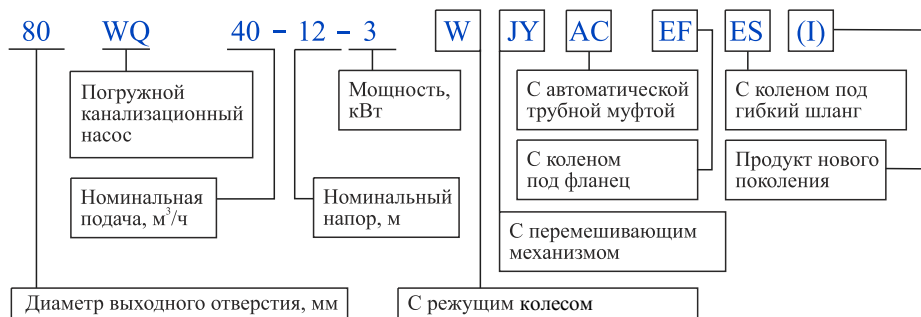 80 WQ 40 - 12 - 3 W JY AC EF ES (I)
Погружной
канализационный
насос
Мощность,
кВт
С автоматической
трубной муфтой
С коленом под
гибкий шланг
С коленом
под фланец
Продукт нового
поколения
Номинальная
подача, м³/ч
Номинальный
напор, м
С перемешивающим
механизмом
Диаметр выходного отверстия, мм
С режущим колесом